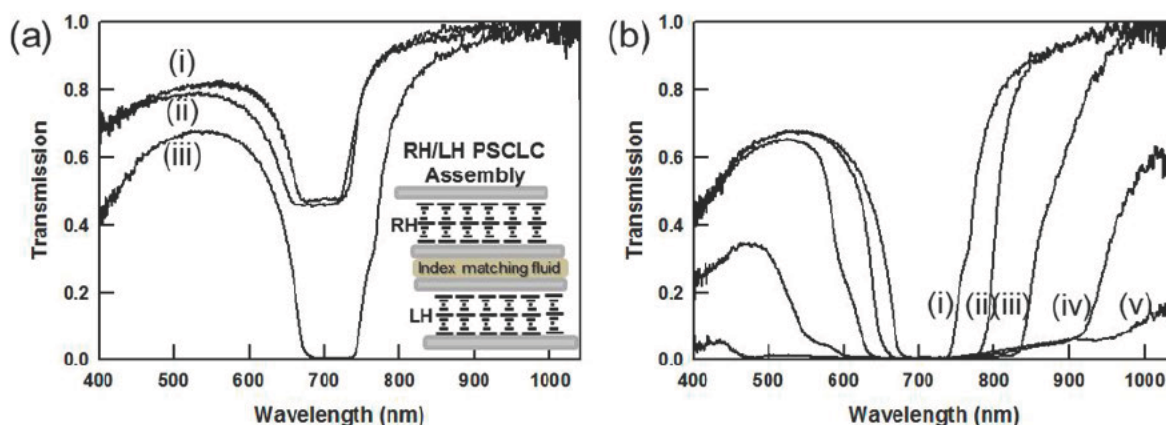 (a)
1.0
0.8
0.6
0.4
0.2
0.0
Transmission
(i)
(ii)
(iii)
RH/LH PSCLC
Assembly
RH
Index matching fluid
LH
400 500 600 700 800 900 1000
Wavelength (nm)
(b)
1.0
0.8
0.6
0.4
0.2
0.0
Transmission
(i) (ii) (iii) (iv) (v)
400 500 600 700 800 900 1000
Wavelength (nm)